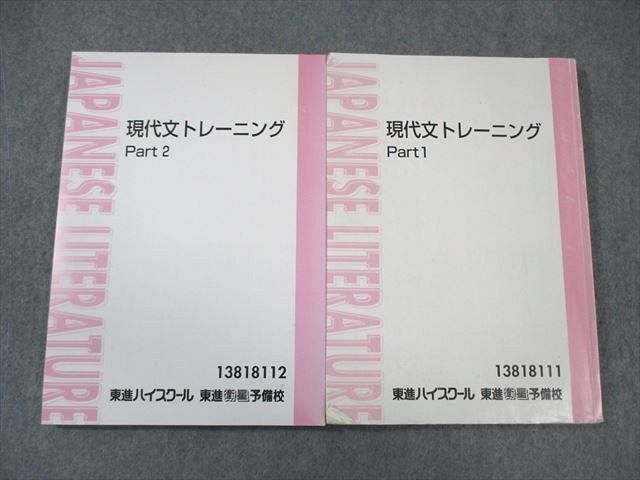 JAPANESE LITERATURE
現代文トレーニング
Part 2
13818112
東進ハイスクール 東進衛星予備校
JAPANESE LITERATURE
現代文トレーニング
Part 1
13818111
東進ハイスクール 東進衛星予備校